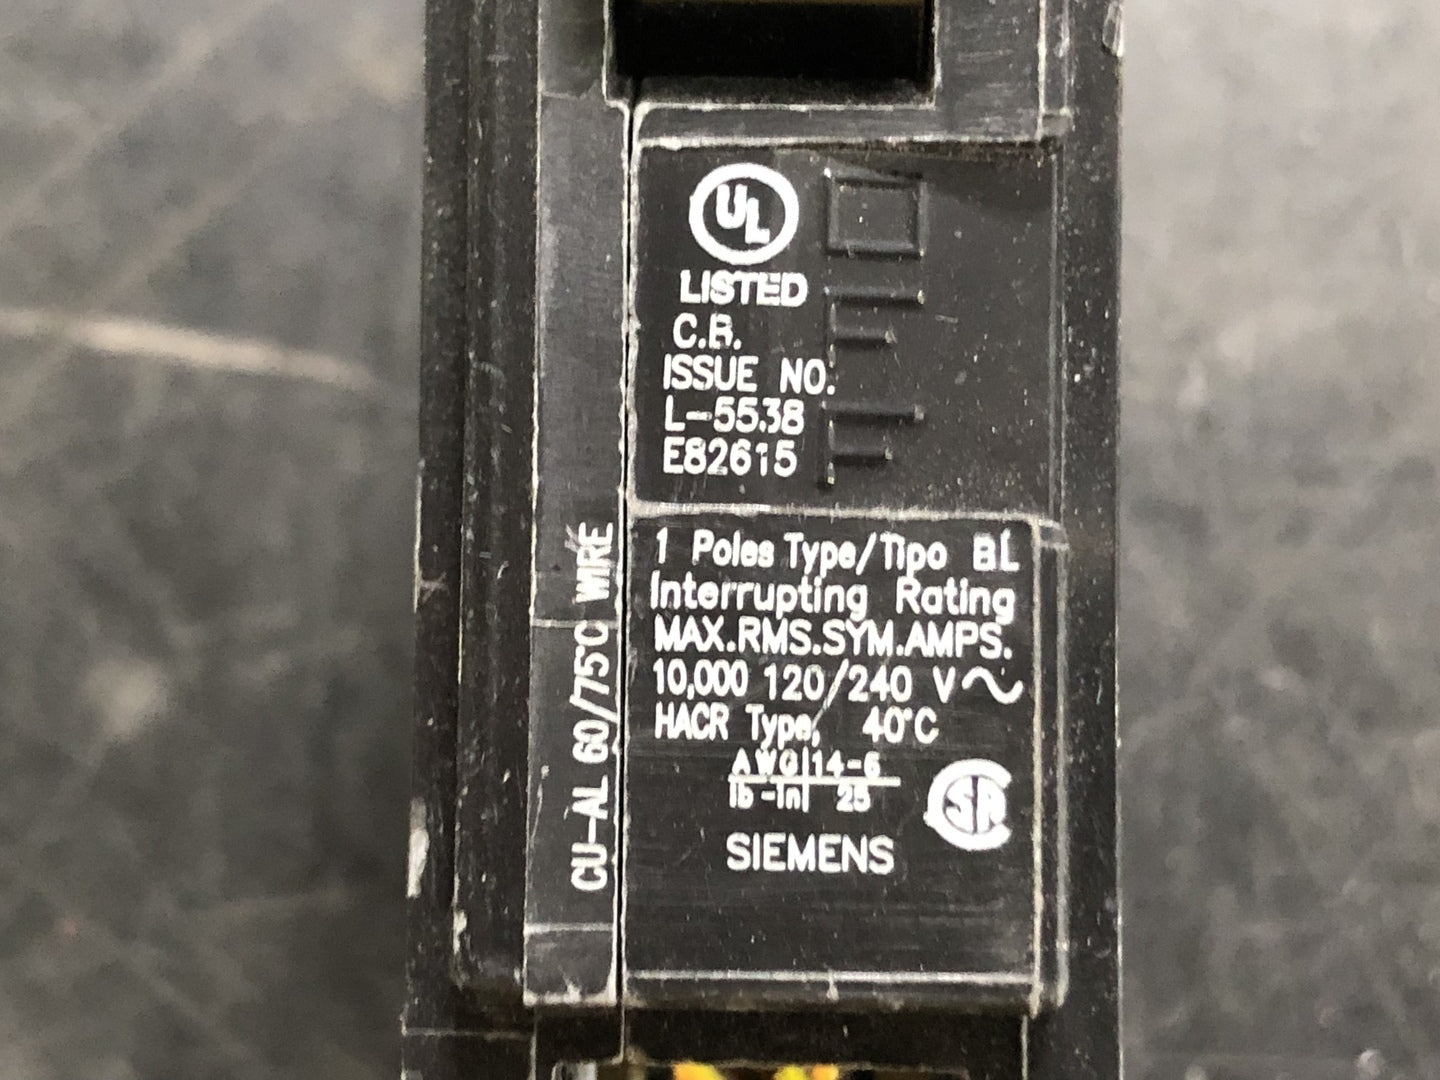 UL
LISTED
C.B.
ISSUE NO.
L-5538
E82615
1 Poles Type/Tipo BL
Interrupting Rating
MAX.RMS.SYM.AMPS.
10,000 120/240 V~
HACR Type, 40°C
AWG|14-6
lb-in| 25
SA
SIEMENS
CU-AL 60/75°C WIRE